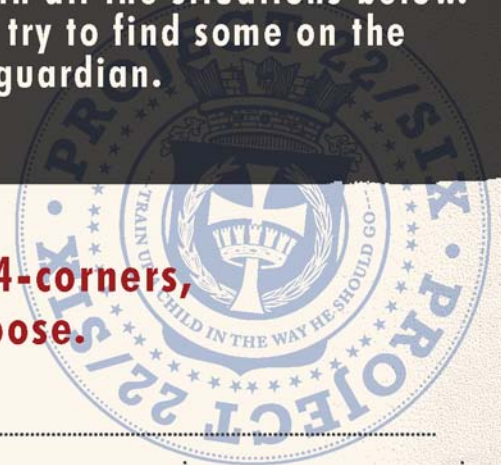 try to find some on the
guardian.
4-corners,
PROJECT 22/SIX • PROJECT 22/SIX •
TRAIN UP A CHILD IN THE WAY HE SHOULD GO